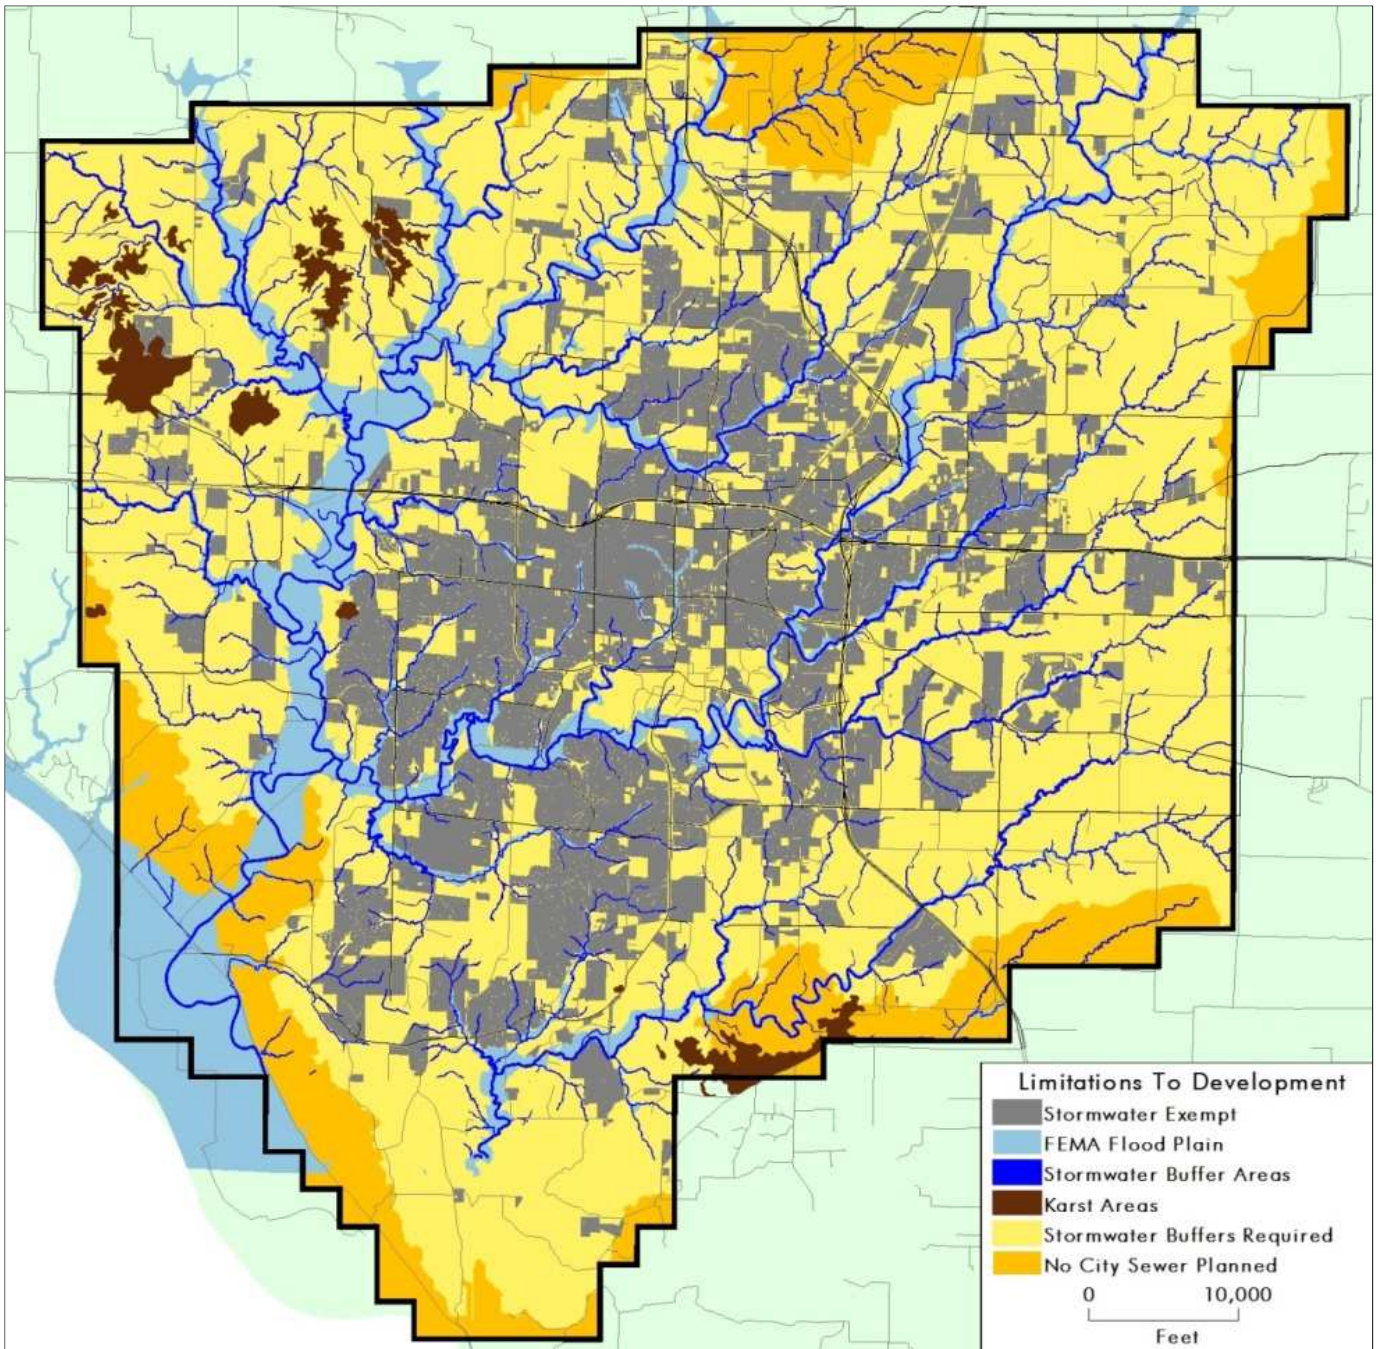 Limitations To Development
Stormwater Exempt
FEMA Flood Plain
Stormwater Buffer Areas
Karst Areas
Stormwater Buffers Required
No City Sewer Planned
0 10,000
Feet